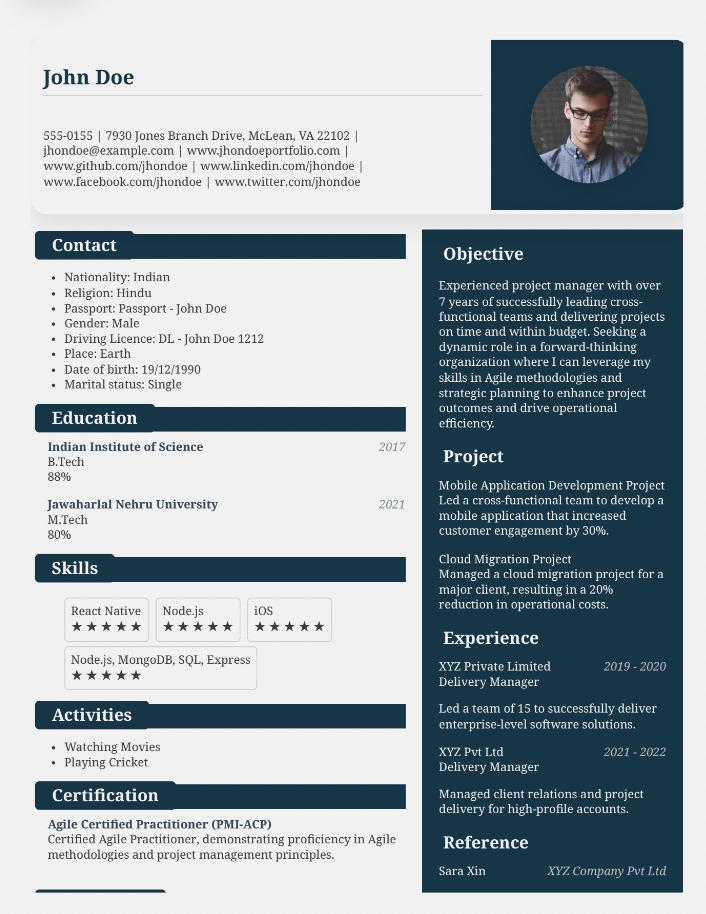 John Doe
555-0155 | 7930 Jones Branch Drive, McLean, VA 22102 |
jhondoe@example.com | www.jhondoeportfolio.com |
www.github.com/jhondoe | www.linkedin.com/jhondoe |
www.facebook.com/jhondoe | www.twitter.com/jhondoe
Contact
• Nationality: Indian
• Religion: Hindu
• Passport: Passport - John Doe
• Gender: Male
• Driving Licence: DL - John Doe 1212
• Place: Earth
• Date of birth: 19/12/1990
• Marital status: Single
Education
Indian Institute of Science 2017
B.Tech
88%
Jawaharlal Nehru University 2021
M.Tech
80%
Skills
React Native Node.js iOS
★★★★★ ★★★★★ ★★★★★
Node.js, MongoDB, SQL, Express
★★★★★
Activities
• Watching Movies
• Playing Cricket
Certification
Agile Certified Practitioner (PMI-ACP)
Certified Agile Practitioner, demonstrating proficiency in Agile
methodologies and project management principles.
Objective
Experienced project manager with over
7 years of successfully leading cross-
functional teams and delivering projects
on time and within budget. Seeking a
dynamic role in a forward-thinking
organization where I can leverage my
skills in Agile methodologies and
strategic planning to enhance project
outcomes and drive operational
efficiency.
Project
Mobile Application Development Project
Led a cross-functional team to develop a
mobile application that increased
customer engagement by 30%.
Cloud Migration Project
Managed a cloud migration project for a
major client, resulting in a 20%
reduction in operational costs.
Experience
XYZ Private Limited 2019 - 2020
Delivery Manager
Led a team of 15 to successfully deliver
enterprise-level software solutions.
XYZ Pvt Ltd 2021 - 2022
Delivery Manager
Managed client relations and project
delivery for high-profile accounts.
Reference
Sara Xin XYZ Company Pvt Ltd